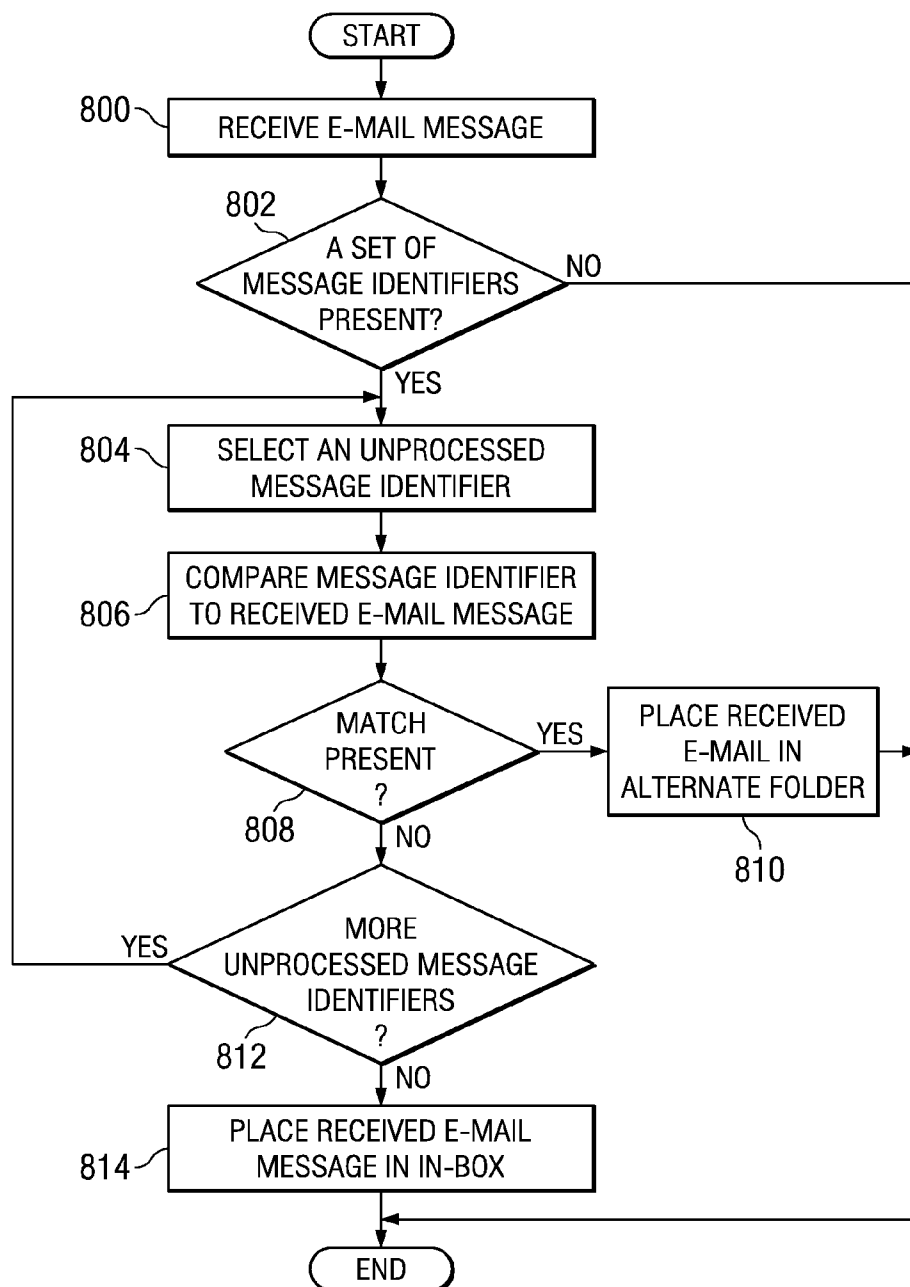 START
800
RECEIVE E-MAIL MESSAGE
802
A SET OF
MESSAGE IDENTIFIERS
PRESENT?
NO
YES
804
SELECT AN UNPROCESSED
MESSAGE IDENTIFIER
806
COMPARE MESSAGE IDENTIFIER
TO RECEIVED E-MAIL MESSAGE
MATCH
PRESENT
?
808
YES
PLACE RECEIVED
E-MAIL IN
ALTERNATE FOLDER
810
NO
YES
MORE
UNPROCESSED MESSAGE
IDENTIFIERS
?
812
NO
814
PLACE RECEIVED E-MAIL
MESSAGE IN IN-BOX
END